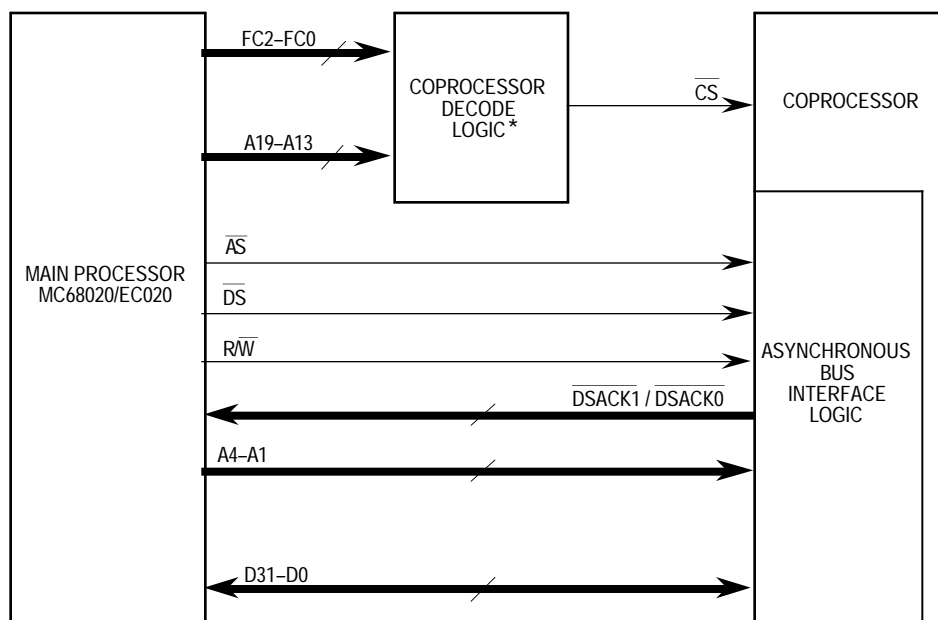 FC2–FC0
COPROCESSOR
DECODE
LOGIC*
CS
COPROCESSOR
A19–A13
MAIN PROCESSOR
MC68020/EC020
AS
DS
R/W
DSACK1 / DSACK0
A4–A1
D31–D0
ASYNCHRONOUS
BUS
INTERFACE
LOGIC